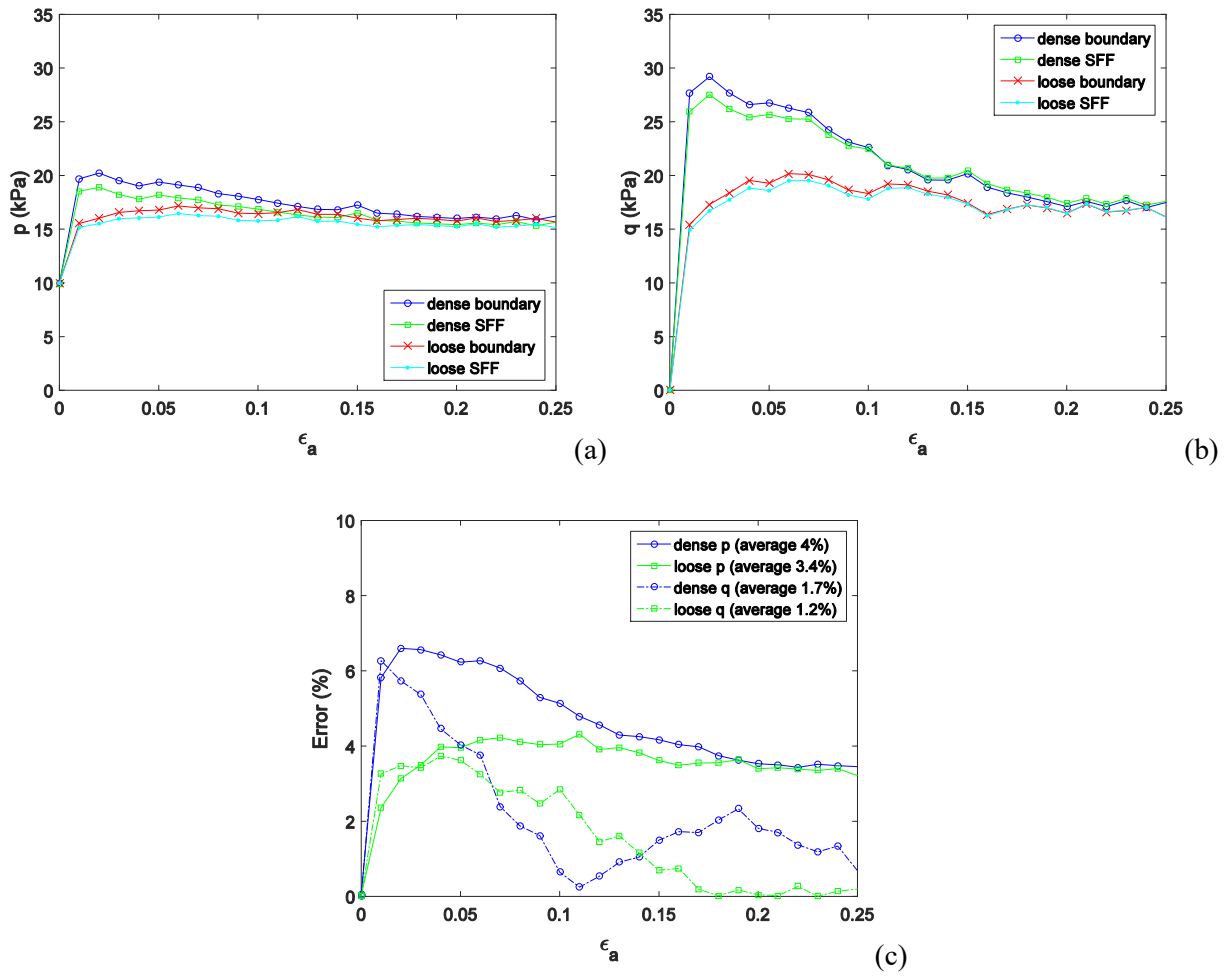 35
30
25
20
15
10
5
0
p (kPa)
0 0.05 0.1 0.15 0.2 0.25
ϵa
dense boundary
dense SFF
loose boundary
loose SFF
(a)
35
30
25
20
15
10
5
0
q (kPa)
0 0.05 0.1 0.15 0.2 0.25
ϵa
dense boundary
dense SFF
loose boundary
loose SFF
(b)
10
8
6
4
2
0
Error (%)
0 0.05 0.1 0.15 0.2 0.25
ϵa
dense p (average 4%)
loose p (average 3.4%)
dense q (average 1.7%)
loose q (average 1.2%)
(c)